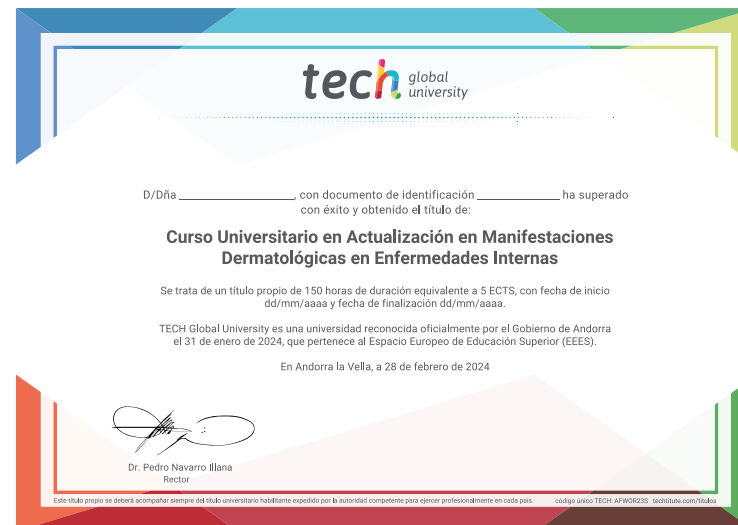 tech global university
D/Dña ____________________, con documento de identificación ______________ ha superado
con éxito y obtenido el título de:
Curso Universitario en Actualización en Manifestaciones
Dermatológicas en Enfermedades Internas
Se trata de un título propio de 150 horas de duración equivalente a 5 ECTS, con fecha de inicio
dd/mm/aaaa y fecha de finalización dd/mm/aaaa.
TECH Global University es una universidad reconocida oficialmente por el Gobierno de Andorra
el 31 de enero de 2024, que pertenece al Espacio Europeo de Educación Superior (EEES).
En Andorra la Vella, a 28 de febrero de 2024
Dr. Pedro Navarro Illana
Rector
Este título propio se deberá acompañar siempre del título universitario habilitante expedido por la autoridad competente para ejercer profesionalmente en cada país. código único TECH: AFWOR23S techtitute.com/titulos